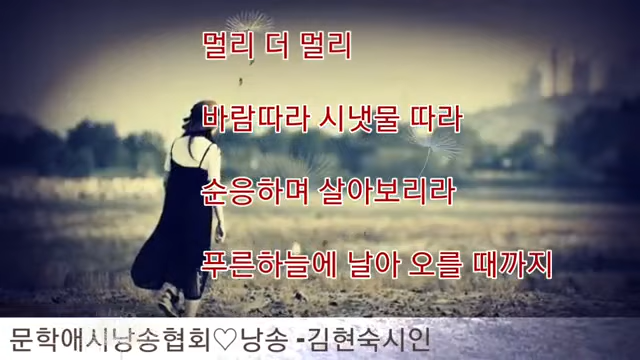 멀리 더 멀리
바람따라 시냇물 따라
순응하며 살아보리라
푸른하늘에 날아 오를 때까지
문학애시낭송협회♡낭송 -김현숙시인